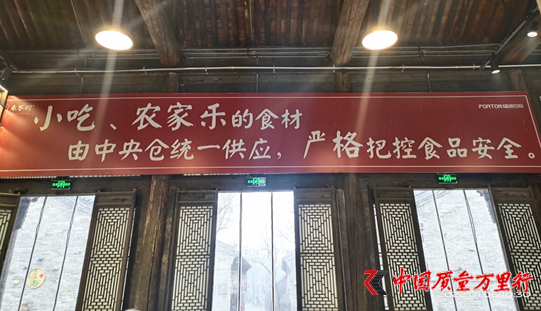 小吃、农家乐的食材
由中央仓统一供应，严格把控食品安全。
中国质量万里行